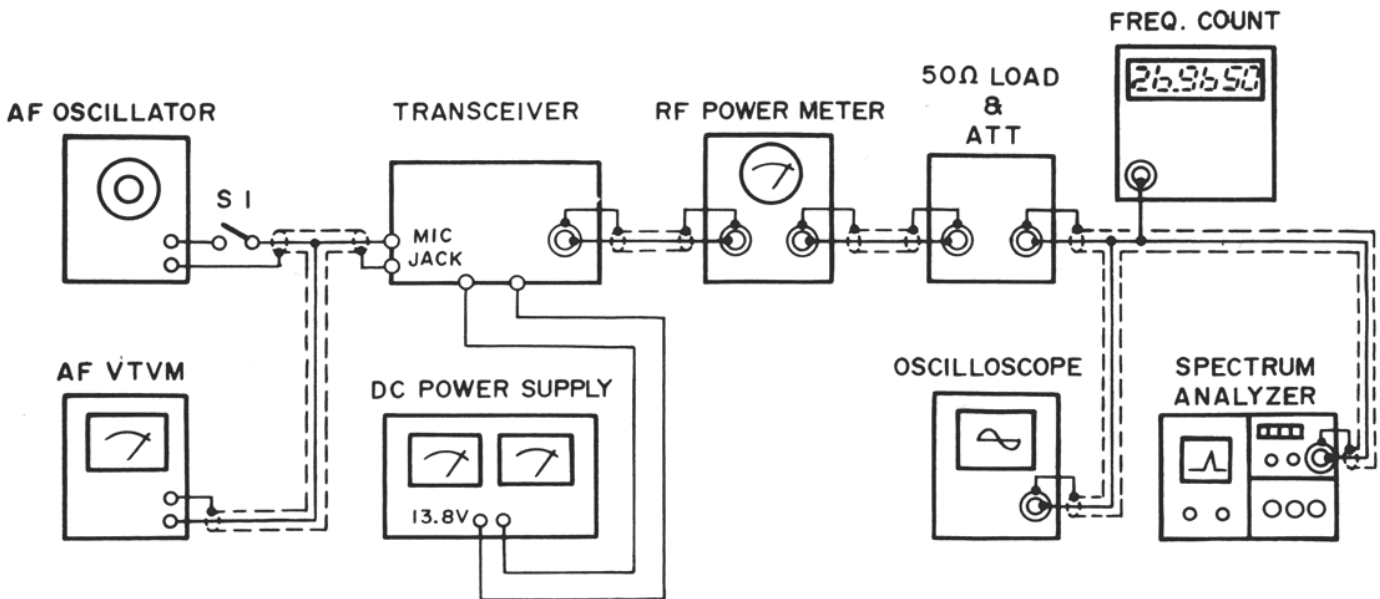 FREQ. COUNT
26.9650
50Ω LOAD
&
ATT
AF OSCILLATOR
TRANSCEIVER
RF POWER METER
S 1
MIC
JACK
AF VTVM
DC POWER SUPPLY
13.8V
OSCILLOSCOPE
SPECTRUM
ANALYZER